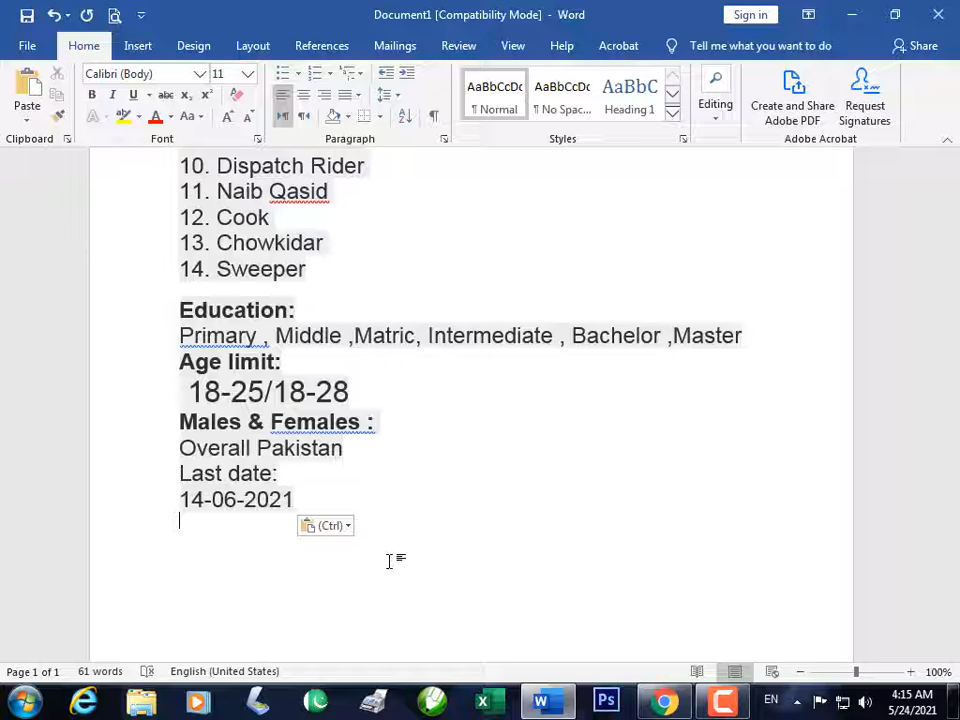 Document1 [Compatibility Mode] - Word
Sign in
File Home Insert Design Layout References Mailings Review View Help Acrobat Tell me what you want to do Share
Calibri (Body) 11
AaBbCcDc AaBbCcDc AaBbC
¶ Normal ¶ No Spac... Heading 1
Paste
Editing
Create and Share Adobe PDF
Request Signatures
B I U abc x₂ x²
A ab A Aa A A
Clipboard Font Paragraph Styles Adobe Acrobat
10. Dispatch Rider
11. Naib Qasid
12. Cook
13. Chowkidar
14. Sweeper
Education:
Primary , Middle ,Matric, Intermediate , Bachelor ,Master
Age limit:
18-25/18-28
Males & Females :
Overall Pakistan
Last date:
14-06-2021
(Ctrl)
Page 1 of 1 61 words English (United States) 100%
EN 4:15 AM
5/24/2021